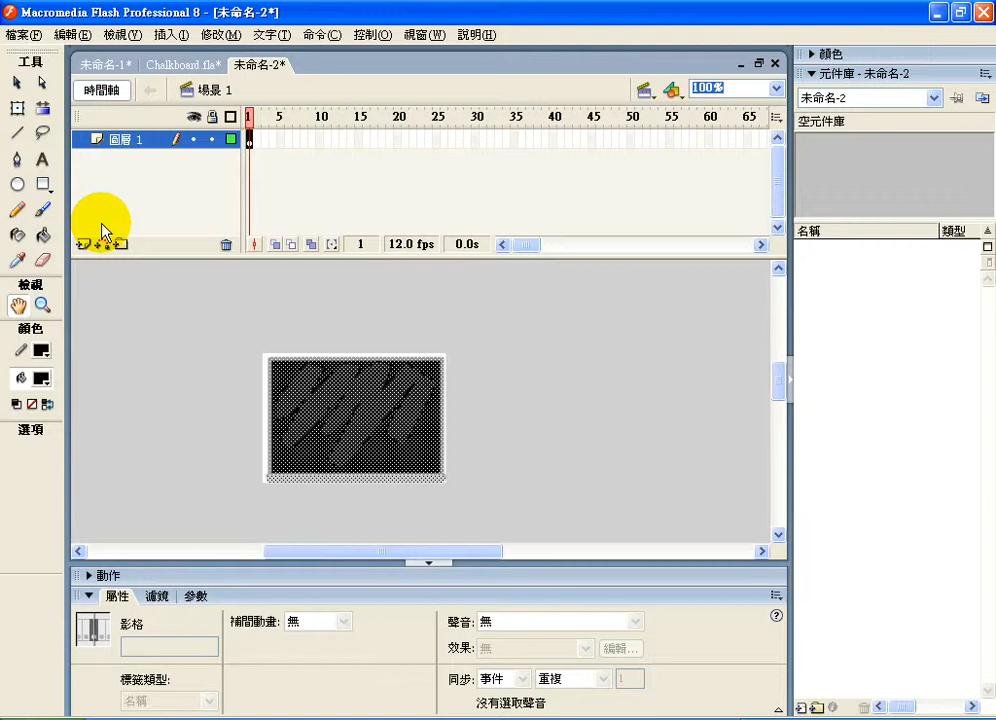 Macromedia Flash Professional 8 - [未命名-2*]
檔案(F) 編輯(E) 檢視(V) 插入(I) 修改(M) 文字(T) 命令(C) 控制(O) 視窗(W) 說明(H)
工具
未命名-1* Chalkboard.fla* 未命名-2*
時間軸 場景 1 100%
1 5 10 15 20 25 30 35 40 45 50 55 60 65
圖層 1
1 12.0 fps 0.0s
檢視
顏色
選項
動作
屬性 濾鏡 參數
影格
標籤類型:
名稱
補間動畫: 無
聲音: 無
效果: 無 編輯...
同步: 事件 重複 1
沒有選取聲音
顏色
元件庫 - 未命名-2
未命名-2
空元件庫
名稱 類型